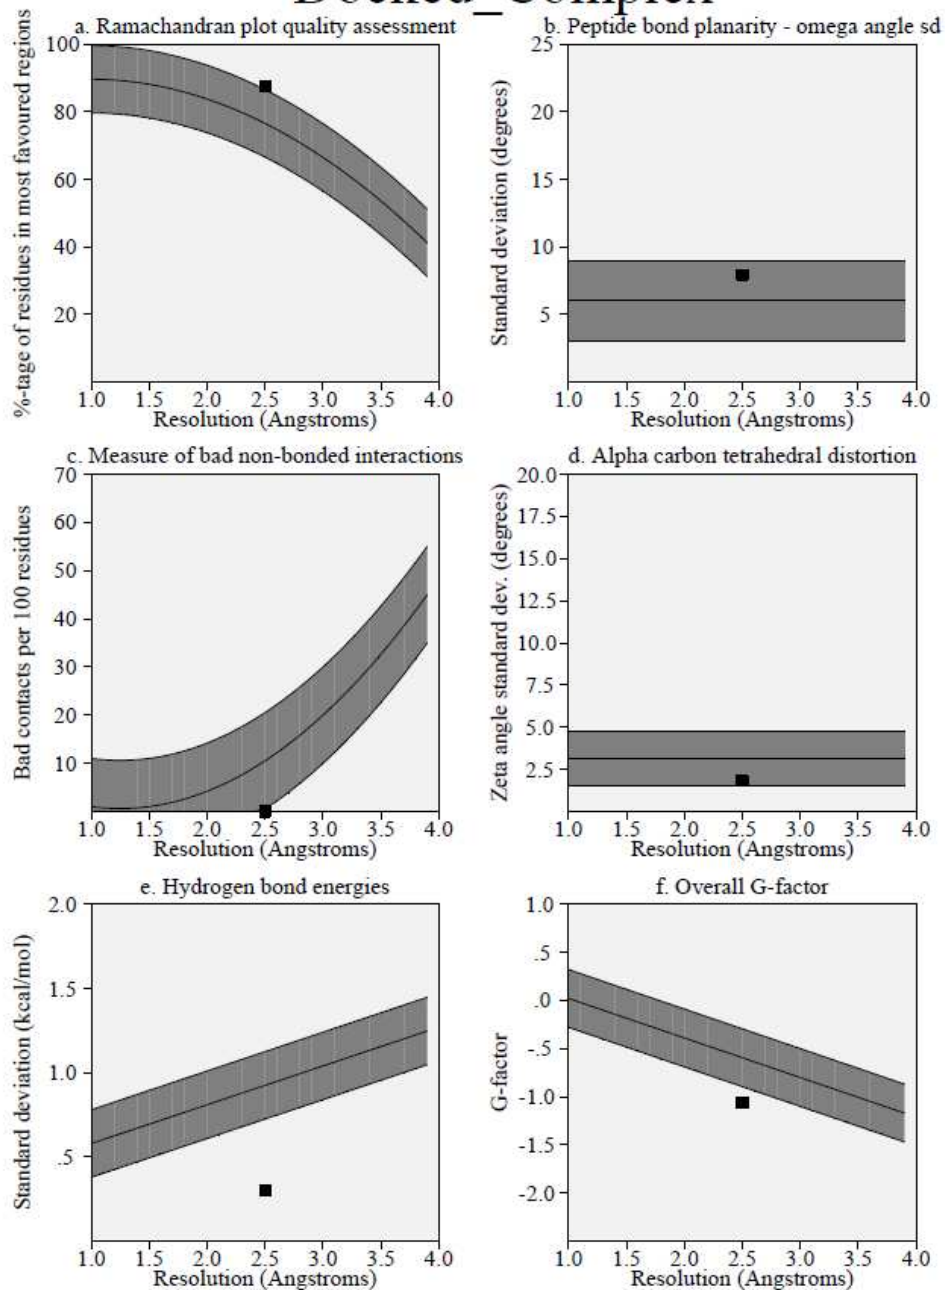 Docked_Complex
a. Ramachandran plot quality assessment
%-tage of residues in most favoured regions
100
80
60
40
20
1.0 1.5 2.0 2.5 3.0 3.5 4.0
Resolution (Angstroms)
b. Peptide bond planarity - omega angle sd
Standard deviation (degrees)
25
20
15
10
5
1.0 1.5 2.0 2.5 3.0 3.5 4.0
Resolution (Angstroms)
c. Measure of bad non-bonded interactions
Bad contacts per 100 residues
70
60
50
40
30
20
10
1.0 1.5 2.0 2.5 3.0 3.5 4.0
Resolution (Angstroms)
d. Alpha carbon tetrahedral distortion
Zeta angle standard dev. (degrees)
20.0
17.5
15.0
12.5
10.0
7.5
5.0
2.5
1.0 1.5 2.0 2.5 3.0 3.5 4.0
Resolution (Angstroms)
e. Hydrogen bond energies
Standard deviation (kcal/mol)
2.0
1.5
1.0
.5
1.0 1.5 2.0 2.5 3.0 3.5 4.0
Resolution (Angstroms)
f. Overall G-factor
G-factor
1.0
.5
.0
-.5
-1.0
-1.5
-2.0
1.0 1.5 2.0 2.5 3.0 3.5 4.0
Resolution (Angstroms)